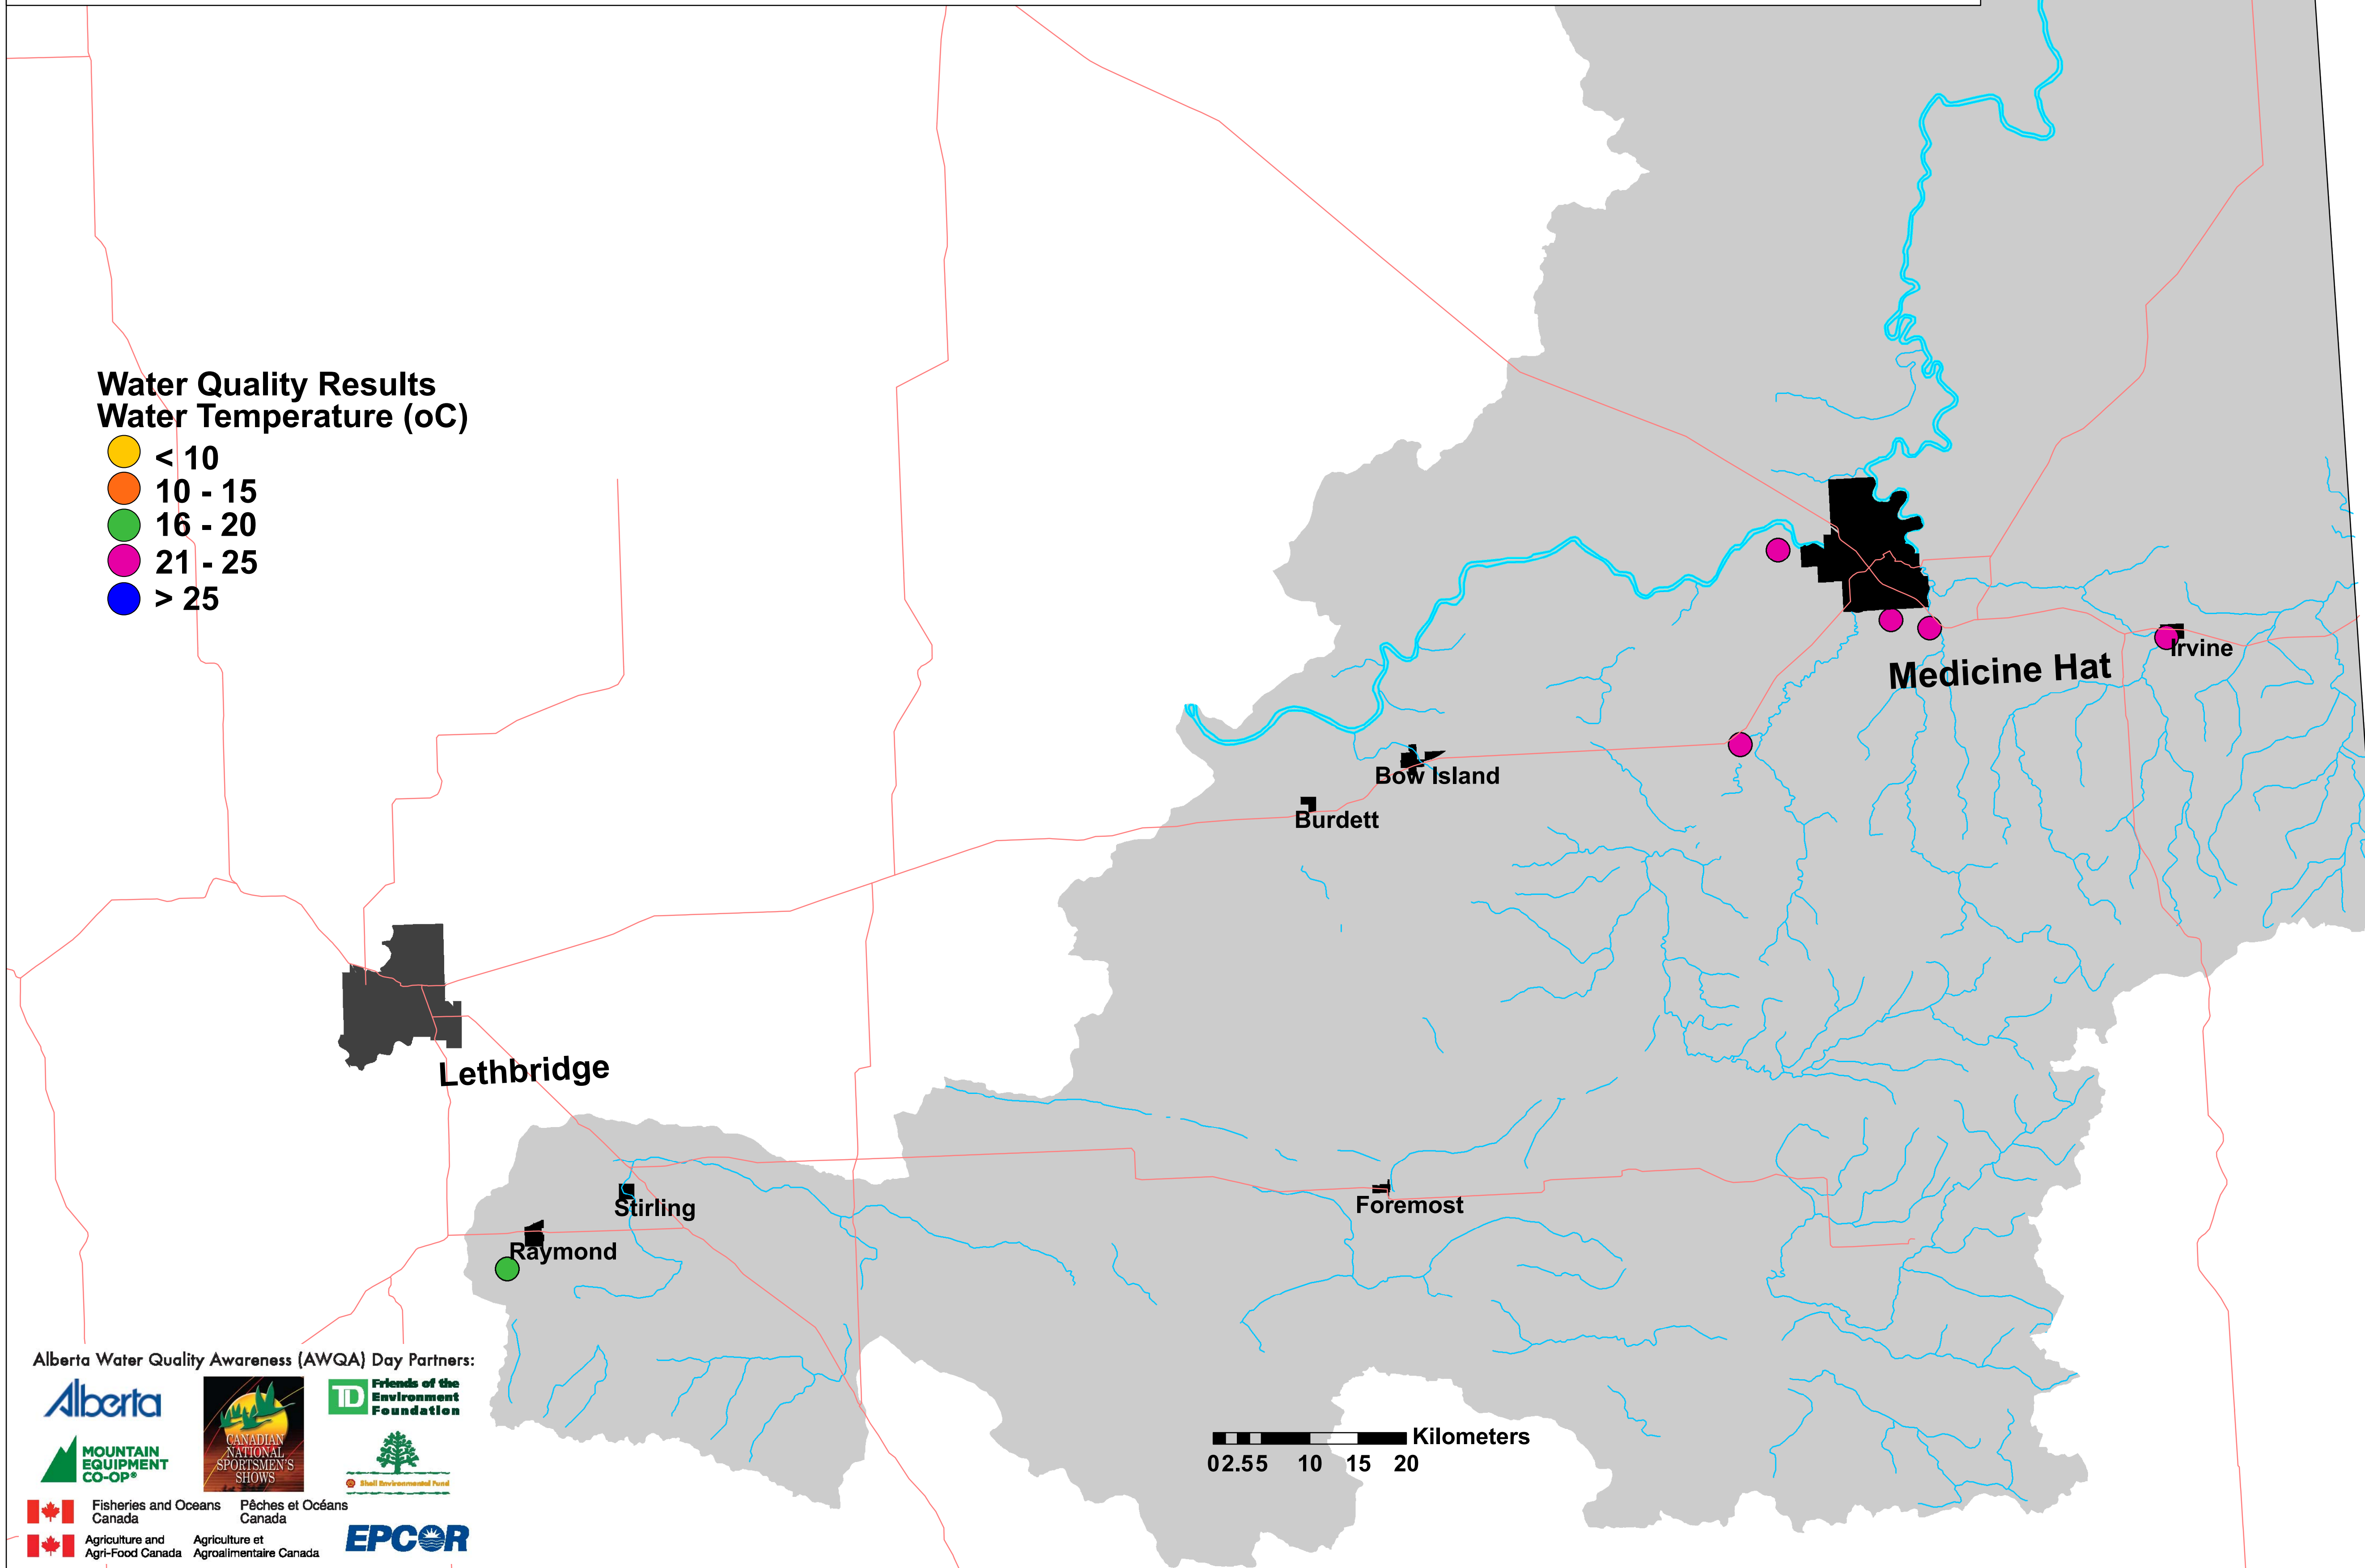 Water Quality Results
Water Temperature (oC)
< 10
10 - 15
16 - 20
21 - 25
> 25
Irvine
Medicine Hat
Bow Island
Burdett
Lethbridge
Stirling
Foremost
Raymond
Alberta Water Quality Awareness (AWQA) Day Partners:
Alberta
CANADIAN
NATIONAL
SPORTSMEN'S
SHOWS
TD
Friends of the
Environment
Foundation
MOUNTAIN
EQUIPMENT
CO-OP®
Shell Environmental Fund
Kilometers
0 2.5 5 10 15 20
Fisheries and Oceans
Canada
Pêches et Océans
Canada
Agriculture and
Agri-Food Canada
Agriculture et
Agroalimentaire Canada
EPCOR